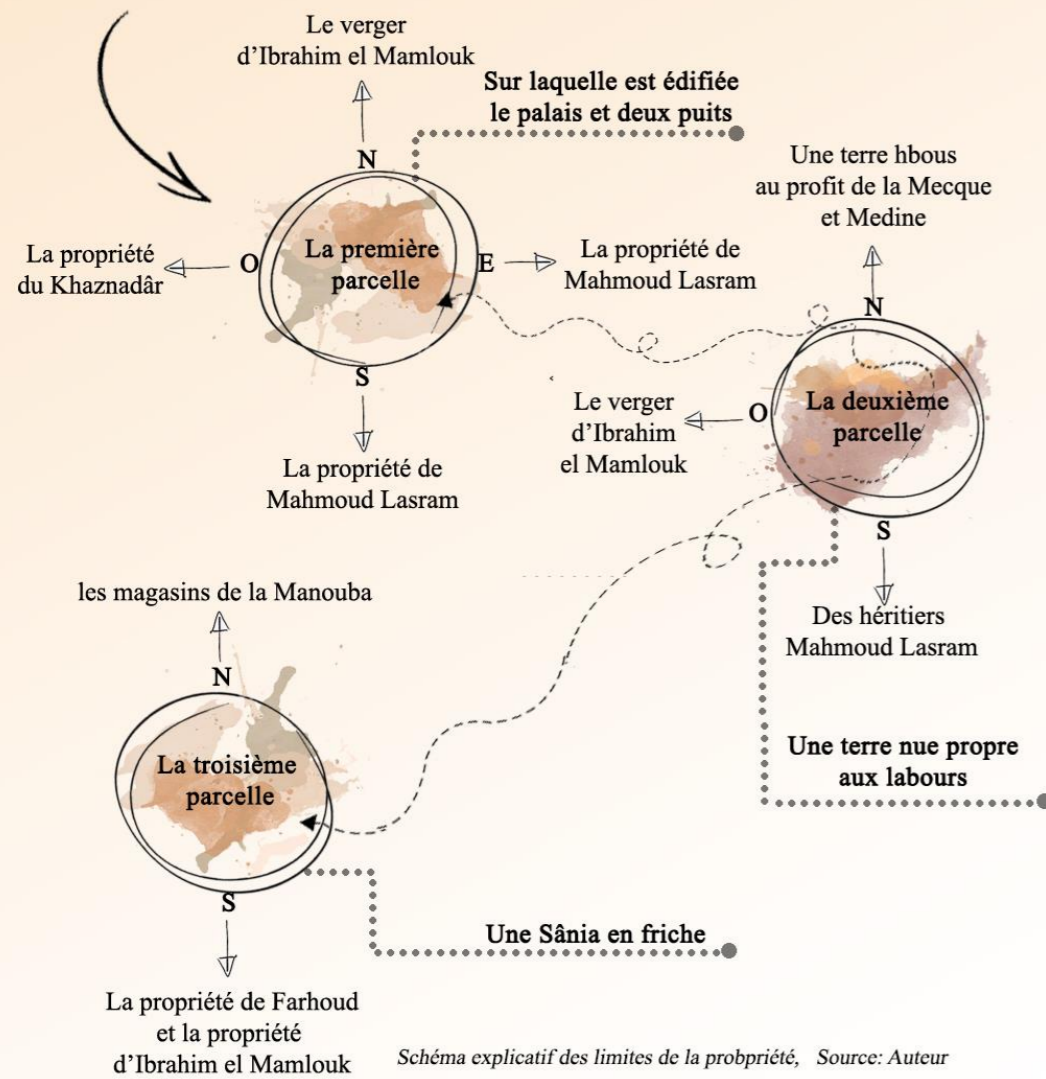 Le verger
d'Ibrahim el Mamlouk
Sur laquelle est édifiée
le palais et deux puits
N
La propriété
du Khaznadâr
O
La première
parcelle
E
La propriété de
Mahmoud Lasram
S
La propriété de
Mahmoud Lasram
Une terre hbous
au profit de la Mecque
et Medine
N
Le verger
d'Ibrahim
el Mamlouk
O
La deuxième
parcelle
S
Des héritiers
Mahmoud Lasram
Une terre nue propre
aux labours
les magasins de la Manouba
N
La troisième
parcelle
S
Une Sânia en friche
La propriété de Farhoud
et la propriété
d'Ibrahim el Mamlouk
Schéma explicatif des limites de la probpriété, Source: Auteur